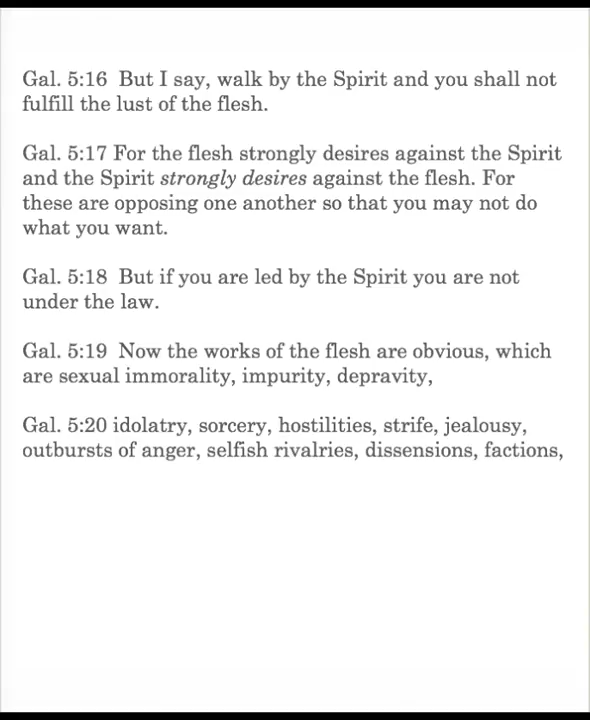 Gal. 5:16  But I say, walk by the Spirit and you shall not
fulfill the lust of the flesh.
Gal. 5:17 For the flesh strongly desires against the Spirit
and the Spirit strongly desires against the flesh. For
these are opposing one another so that you may not do
what you want.
Gal. 5:18  But if you are led by the Spirit you are not
under the law.
Gal. 5:19  Now the works of the flesh are obvious, which
are sexual immorality, impurity, depravity,
Gal. 5:20 idolatry, sorcery, hostilities, strife, jealousy,
outbursts of anger, selfish rivalries, dissensions, factions,